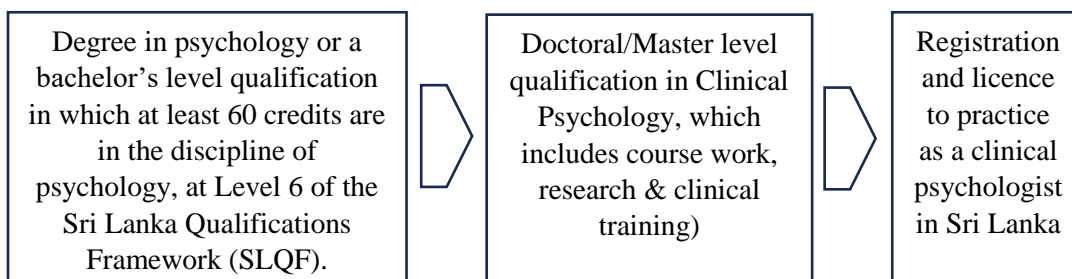 Degree in psychology or a
bachelor’s level qualification
in which at least 60 credits are
in the discipline of
psychology, at Level 6 of the
Sri Lanka Qualifications
Framework (SLQF).
Doctoral/Master level
qualification in Clinical
Psychology, which
includes course work,
research & clinical
training)
Registration
and licence
to practice
as a clinical
psychologist
in Sri Lanka